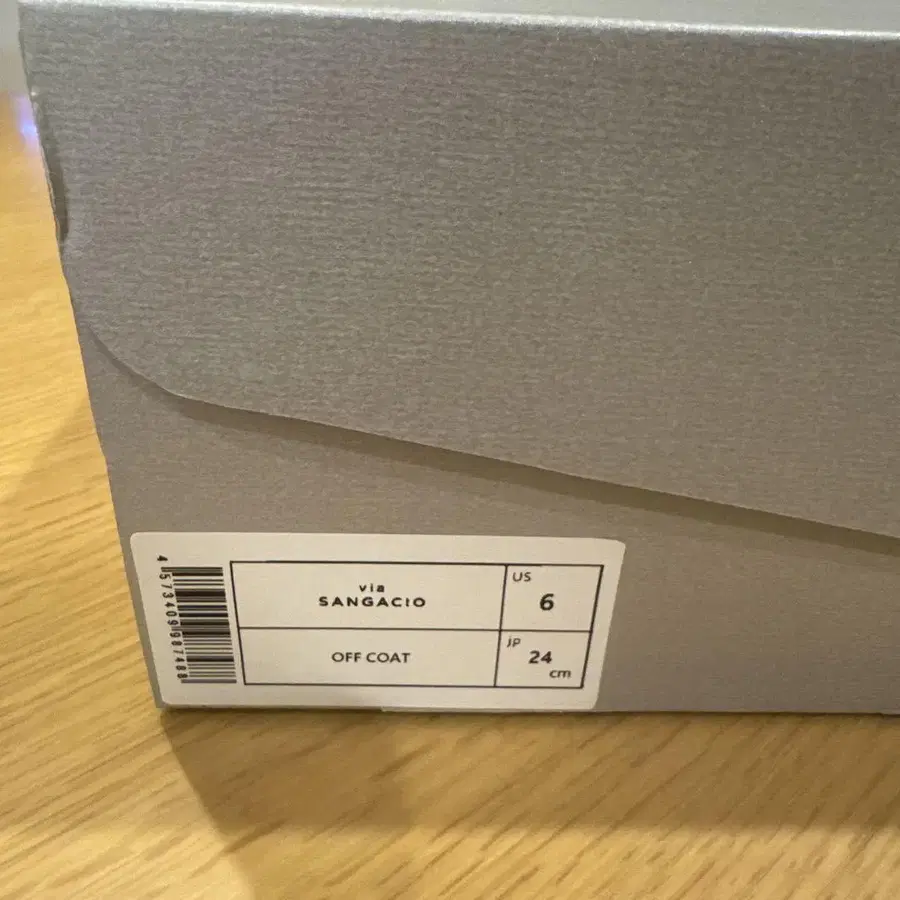 4573409987488
via
SANGACIO
OFF COAT
US
6
JP
24
cm